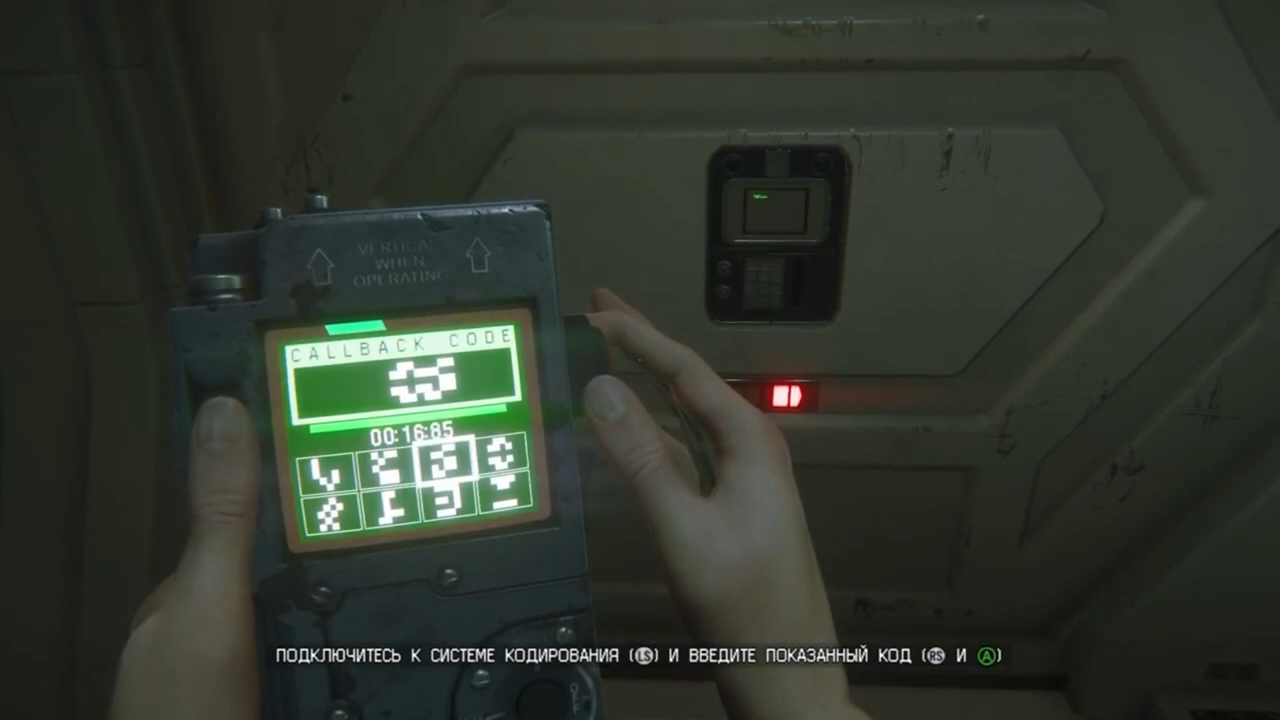 VERTICAL
WHEN
OPERATING
CALLBACK CODE
00:16:85
ПОДКЛЮЧИТЕСЬ К СИСТЕМЕ КОДИРОВАНИЯ (LS) И ВВЕДИТЕ ПОКАЗАННЫЙ КОД (RS И A)